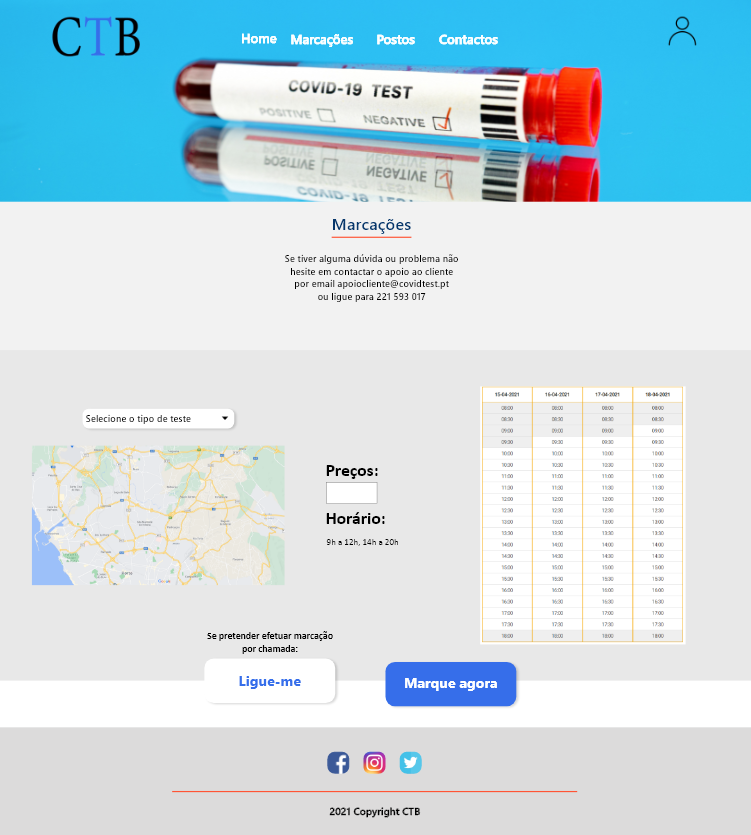 CTB
Home Marcações Postos Contactos
COVID-19 TEST
POSITIVE NEGATIVE
POSITIVE NEGATIVE
COVID-19 TEST
Marcações
Se tiver alguma dúvida ou problema não
hesite em contactar o apoio ao cliente
por email apoiocliente@covidtest.pt
ou ligue para 221 593 017
Selecione o tipo de teste
Preços:
Horário:
9h a 12h, 14h a 20h
15-04-2021 16-04-2021 17-04-2021 18-04-2021
08:00 08:00 08:00 08:00
08:30 08:30 08:30 08:30
09:00 09:00 09:00 09:00
09:30 09:30 09:30 09:30
10:00 10:00 10:00 10:00
10:30 10:30 10:30 10:30
11:00 11:00 11:00 11:00
11:30 11:30 11:30 11:30
12:00 12:00 12:00 12:00
12:30 12:30 12:30 12:30
13:00 13:00 13:00 13:00
13:30 13:30 13:30 13:30
14:00 14:00 14:00 14:00
14:30 14:30 14:30 14:30
15:00 15:00 15:00 15:00
15:30 15:30 15:30 15:30
16:00 16:00 16:00 16:00
16:30 16:30 16:30 16:30
17:00 17:00 17:00 17:00
17:30 17:30 17:30 17:30
18:00 18:00 18:00 18:00
Se pretender efetuar marcação
por chamada:
Ligue-me
Marque agora
2021 Copyright CTB